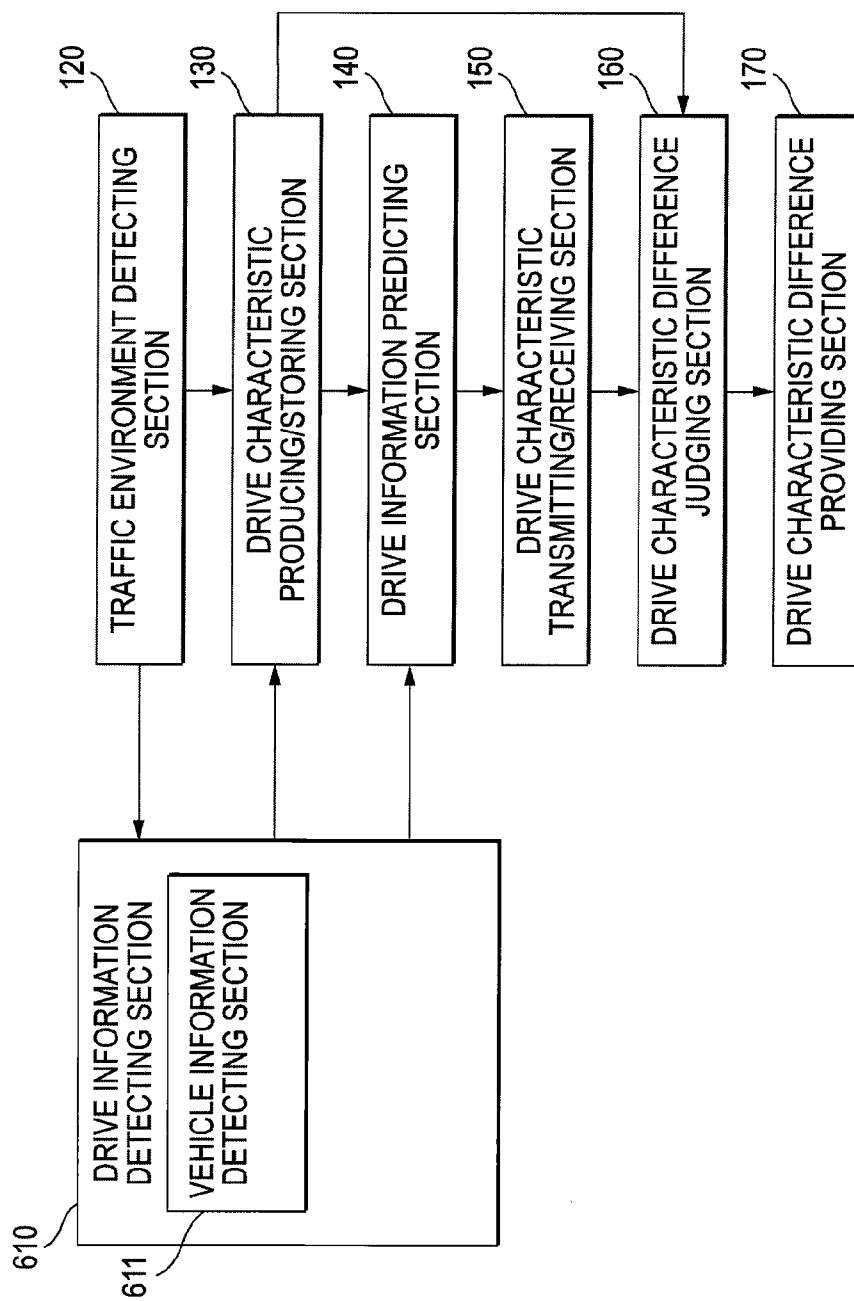 610
DRIVE INFORMATION
DETECTING SECTION
611
VEHICLE INFORMATION
DETECTING SECTION
120
TRAFFIC ENVIRONMENT DETECTING
SECTION
130
DRIVE CHARACTERISTIC
PRODUCING/STORING SECTION
140
DRIVE INFORMATION PREDICTING
SECTION
150
DRIVE CHARACTERISTIC
TRANSMITTING/RECEIVING SECTION
160
DRIVE CHARACTERISTIC DIFFERENCE
JUDGING SECTION
170
DRIVE CHARACTERISTIC DIFFERENCE
PROVIDING SECTION